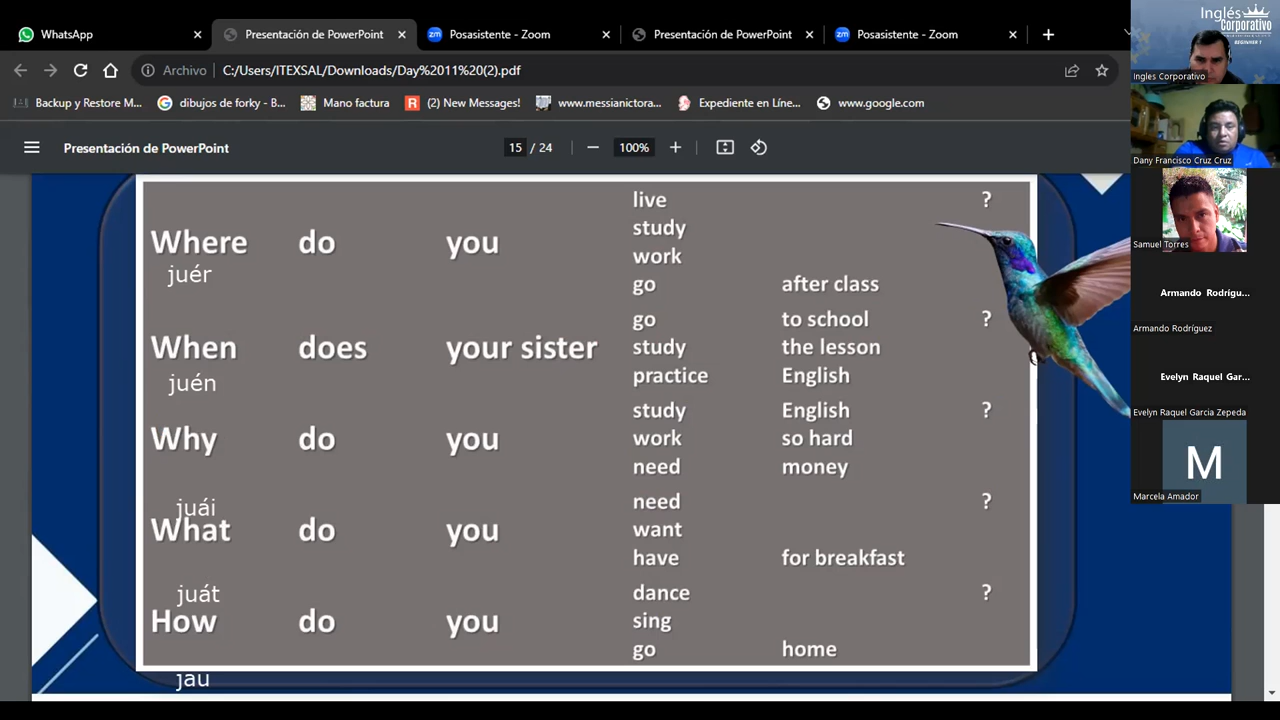 WhatsApp
Presentación de PowerPoint
Posasistente - Zoom
Presentación de PowerPoint
Posasistente - Zoom
Archivo
C:/Users/ITEXSAL/Downloads/Day%2011%20(2).pdf
Backup y Restore M...
dibujos de forky - B...
Mano factura
(2) New Messages!
www.messianictora...
Expediente en Líne...
www.google.com
Presentación de PowerPoint
15 / 24
100%
live ?
study
Where do you
work
juér
go after class
go to school ?
When does your sister study the lesson
practice English
juén
study English ?
Why do you work so hard
need money
juái
need ?
What do you want
have for breakfast
juát
dance ?
How do you sing
go home
jáu
Inglés
Corporativo
BEGINNER 1
Ingles Corporativo
Dany Francisco Cruz Cruz
Samuel Torres
Armando Rodrígu...
Armando Rodríguez
Evelyn Raquel Gar...
Evelyn Raquel Garcia Zepeda
M
Marcela Amador